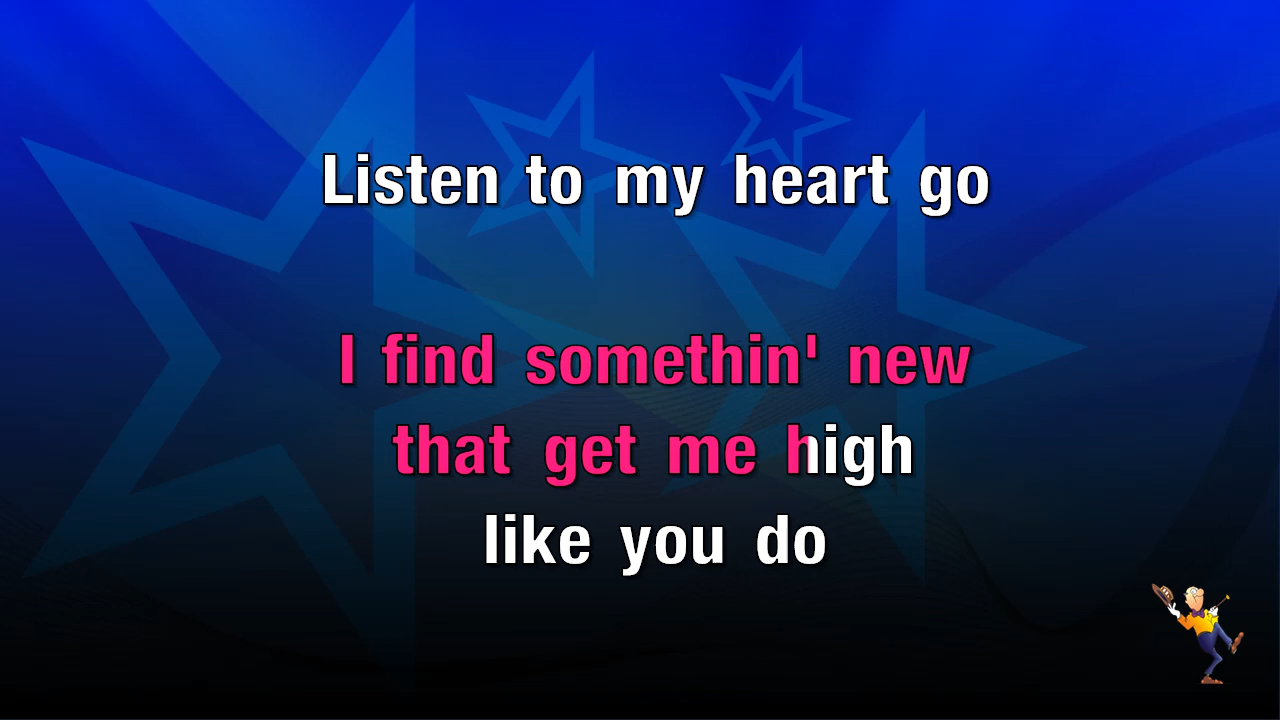 Listen to my heart go
I find somethin' new
that get me high
like you do